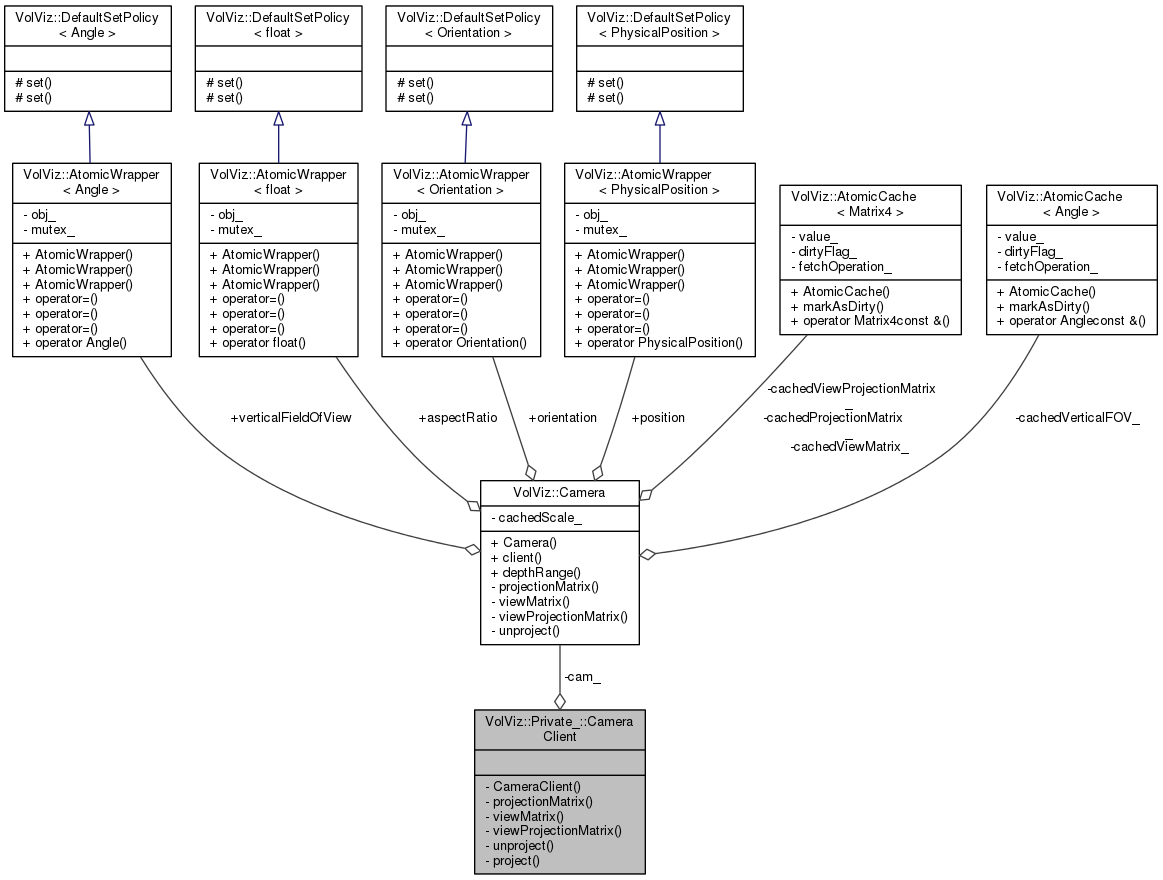 VolViz::DefaultSetPolicy
< Angle >
# set()
# set()
VolViz::DefaultSetPolicy
< float >
# set()
# set()
VolViz::DefaultSetPolicy
< Orientation >
# set()
# set()
VolViz::DefaultSetPolicy
< PhysicalPosition >
# set()
# set()
VolViz::AtomicWrapper
< Angle >
- obj_
- mutex_
+ AtomicWrapper()
+ AtomicWrapper()
+ AtomicWrapper()
+ operator=()
+ operator=()
+ operator=()
+ operator Angle()
VolViz::AtomicWrapper
< float >
- obj_
- mutex_
+ AtomicWrapper()
+ AtomicWrapper()
+ AtomicWrapper()
+ operator=()
+ operator=()
+ operator=()
+ operator float()
VolViz::AtomicWrapper
< Orientation >
- obj_
- mutex_
+ AtomicWrapper()
+ AtomicWrapper()
+ AtomicWrapper()
+ operator=()
+ operator=()
+ operator=()
+ operator Orientation()
VolViz::AtomicWrapper
< PhysicalPosition >
- obj_
- mutex_
+ AtomicWrapper()
+ AtomicWrapper()
+ AtomicWrapper()
+ operator=()
+ operator=()
+ operator=()
+ operator PhysicalPosition()
VolViz::AtomicCache
< Matrix4 >
- value_
- dirtyFlag_
- fetchOperation_
+ AtomicCache()
+ markAsDirty()
+ operator Matrix4const &()
VolViz::AtomicCache
< Angle >
- value_
- dirtyFlag_
- fetchOperation_
+ AtomicCache()
+ markAsDirty()
+ operator Angleconst &()
+verticalFieldOfView
+aspectRatio
+orientation
+position
-cachedViewProjectionMatrix
_
-cachedProjectionMatrix
_
-cachedViewMatrix_
-cachedVerticalFOV_
VolViz::Camera
- cachedScale_
+ Camera()
+ client()
+ depthRange()
- projectionMatrix()
- viewMatrix()
- viewProjectionMatrix()
- unproject()
-cam_
VolViz::Private_::Camera
Client
- CameraClient()
- projectionMatrix()
- viewMatrix()
- viewProjectionMatrix()
- unproject()
- project()